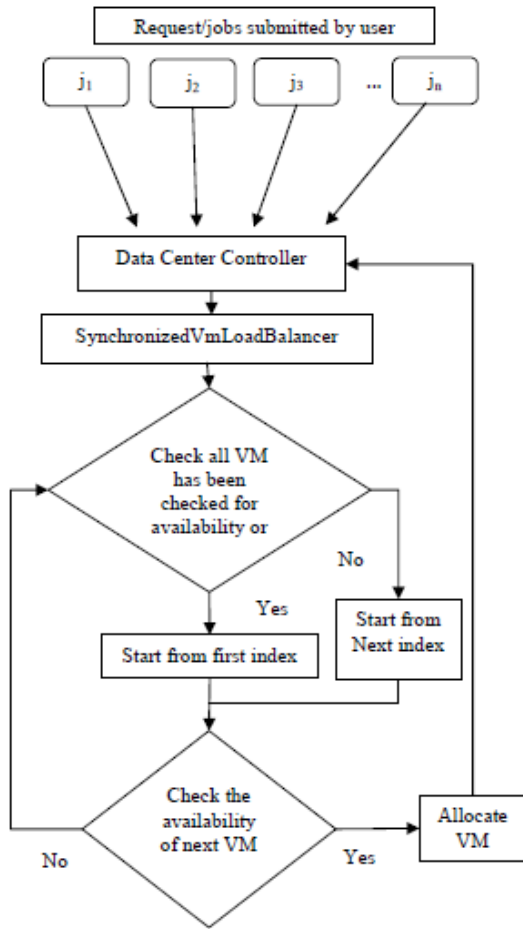 Request/jobs submitted by user
j1 j2 j3 ... jn
Data Center Controller
SynchronizedVmLoadBalancer
Check all VM
has been
checked for
availability or
No
Yes
Start from
Next index
Start from first index
Check the
availability
of next VM
No
Yes
Allocate
VM